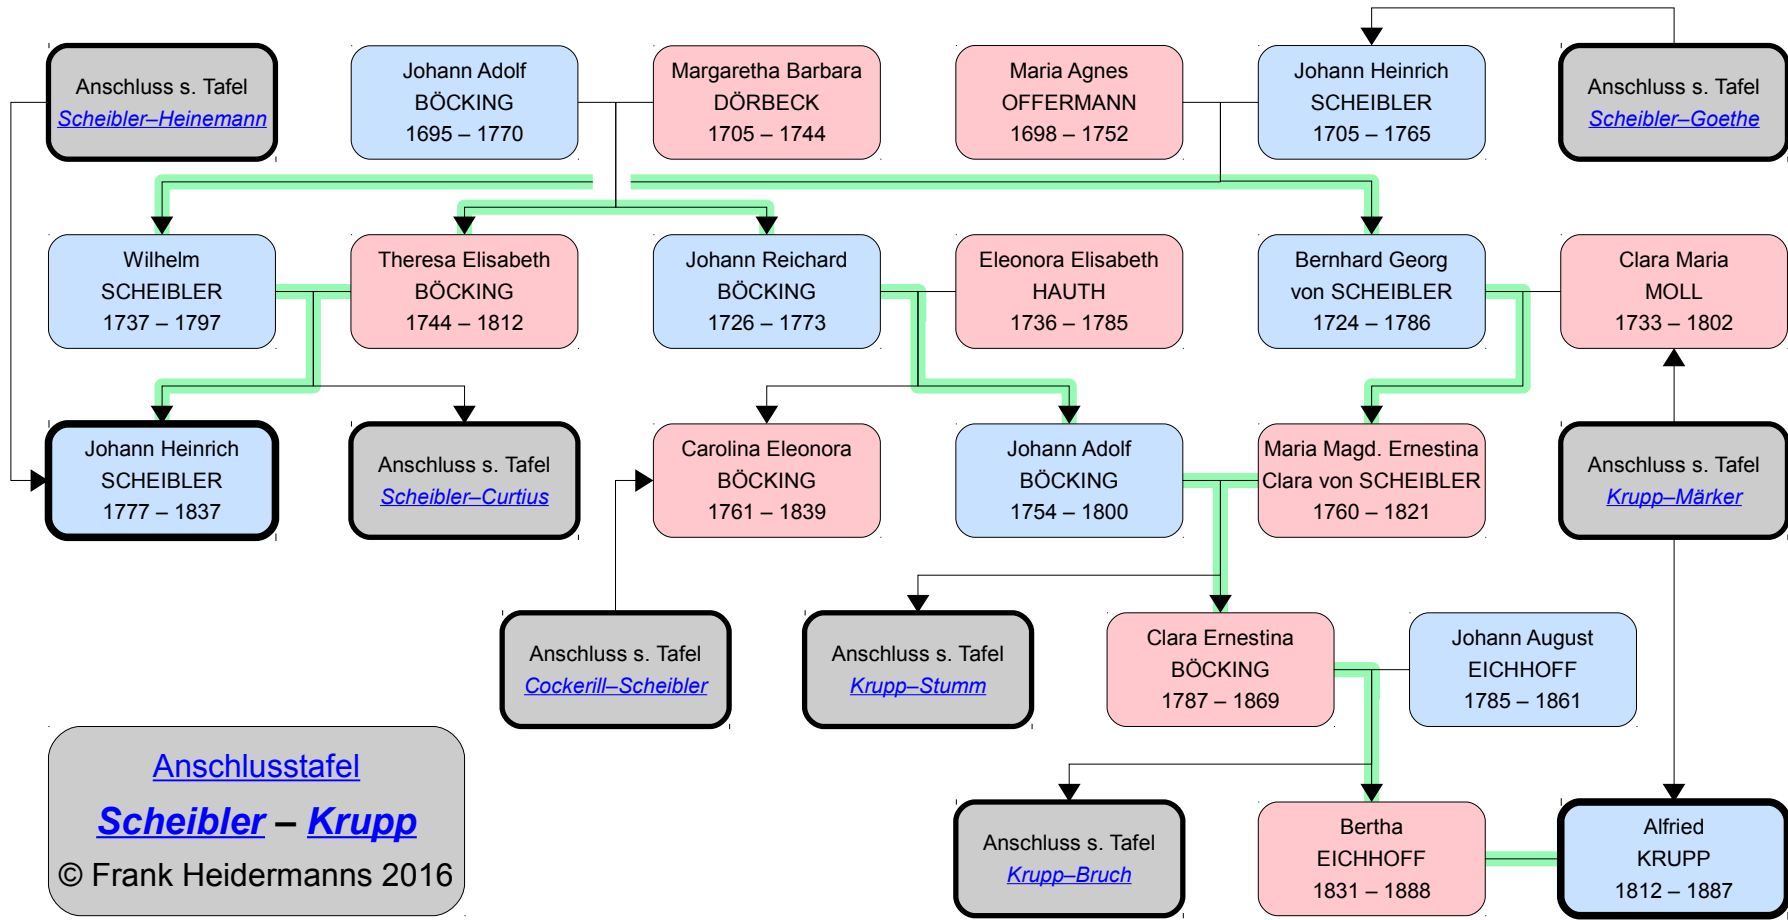 Anschluss s. Tafel
Scheibler–Heinemann
Johann Adolf
BÖCKING
1695 – 1770
Margaretha Barbara
DÖRBECK
1705 – 1744
Maria Agnes
OFFERMANN
1698 – 1752
Johann Heinrich
SCHEIBLER
1705 – 1765
Anschluss s. Tafel
Scheibler–Goethe
Wilhelm
SCHEIBLER
1737 – 1797
Theresa Elisabeth
BÖCKING
1744 – 1812
Johann Reichard
BÖCKING
1726 – 1773
Eleonora Elisabeth
HAUTH
1736 – 1785
Bernhard Georg
von SCHEIBLER
1724 – 1786
Clara Maria
MOLL
1733 – 1802
Johann Heinrich
SCHEIBLER
1777 – 1837
Anschluss s. Tafel
Scheibler–Curtius
Carolina Eleonora
BÖCKING
1761 – 1839
Johann Adolf
BÖCKING
1754 – 1800
Maria Magd. Ernestina
Clara von SCHEIBLER
1760 – 1821
Anschluss s. Tafel
Krupp–Märker
Anschluss s. Tafel
Cockerill–Scheibler
Anschluss s. Tafel
Krupp–Stumm
Clara Ernestina
BÖCKING
1787 – 1869
Johann August
EICHHOFF
1785 – 1861
Anschlusstafel
Scheibler – Krupp
© Frank Heidermanns 2016
Anschluss s. Tafel
Krupp–Bruch
Bertha
EICHHOFF
1831 – 1888
Alfried
KRUPP
1812 – 1887